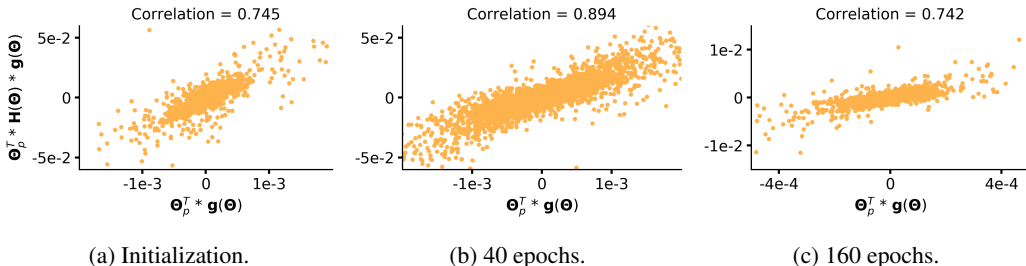 Correlation = 0.745
Correlation = 0.894
Correlation = 0.742
Θ_p^T * H(Θ) * g(Θ)
5e-2
0
-5e-2
-1e-3
0
1e-3
Θ_p^T * g(Θ)
5e-2
0
-5e-2
-1e-3
0
1e-3
Θ_p^T * g(Θ)
1e-2
0
-1e-2
-4e-4
0
4e-4
Θ_p^T * g(Θ)
(a) Initialization.
(b) 40 epochs.
(c) 160 epochs.